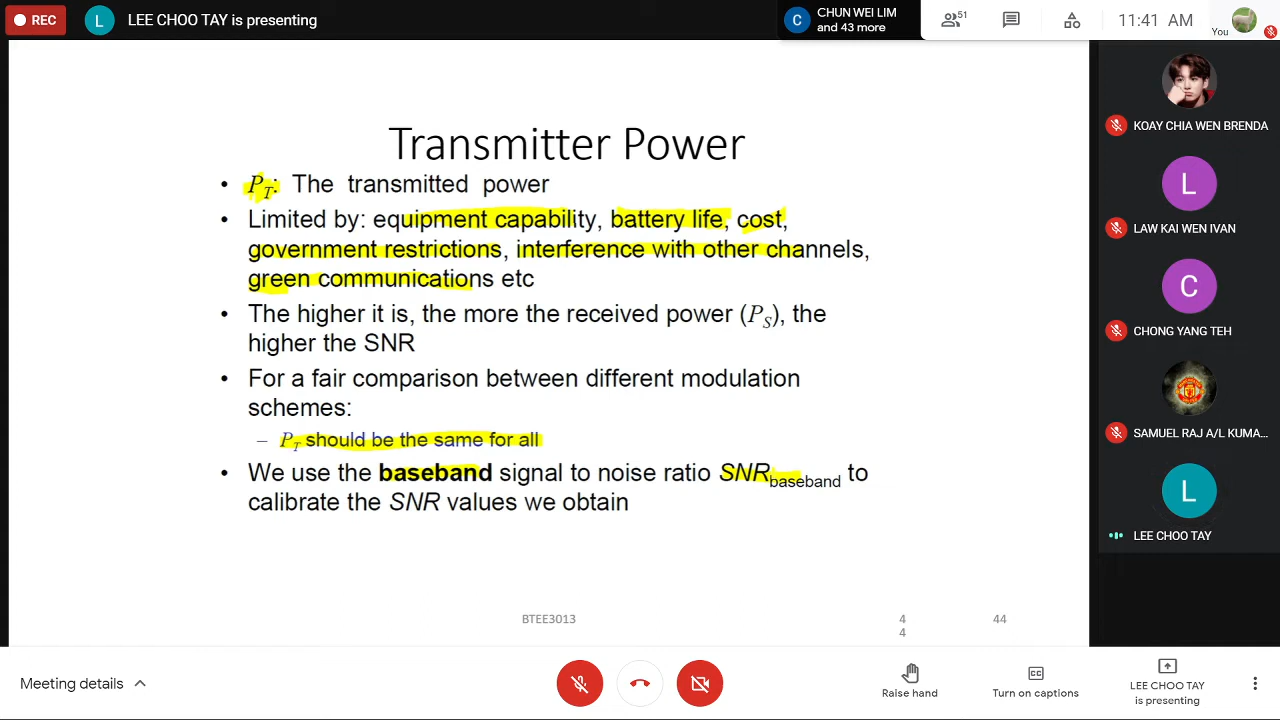 REC
L
LEE CHOO TAY is presenting
C
CHUN WEI LIM
and 43 more
51
11:41 AM
You
Transmitter Power
• P_T: The transmitted power
• Limited by: equipment capability, battery life, cost,
government restrictions, interference with other channels,
green communications etc
• The higher it is, the more the received power (P_S), the
higher the SNR
• For a fair comparison between different modulation
schemes:
– P_T should be the same for all
• We use the baseband signal to noise ratio SNR_baseband to
calibrate the SNR values we obtain
BTEE3013
4
4
44
KOAY CHIA WEN BRENDA
L
LAW KAI WEN IVAN
C
CHONG YANG TEH
SAMUEL RAJ A/L KUMA...
L
LEE CHOO TAY
Meeting details
Raise hand
CC
Turn on captions
LEE CHOO TAY
is presenting